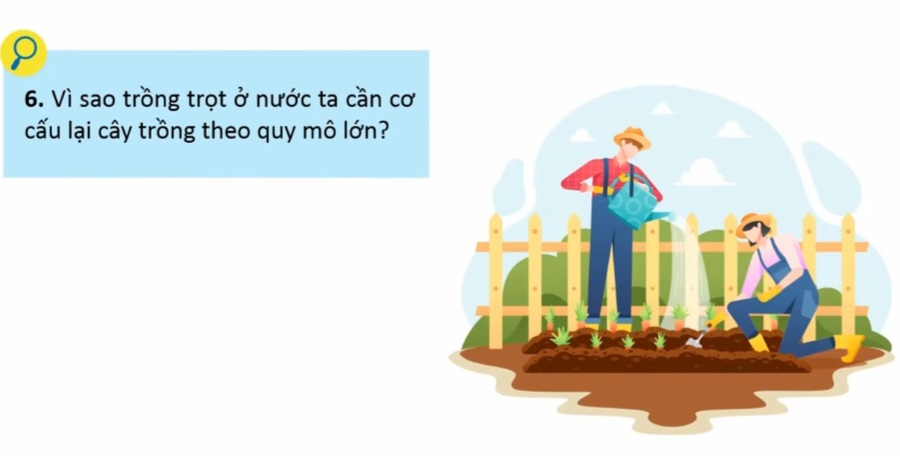 6. Vì sao trồng trọt ở nước ta cần cơ
cấu lại cây trồng theo quy mô lớn?